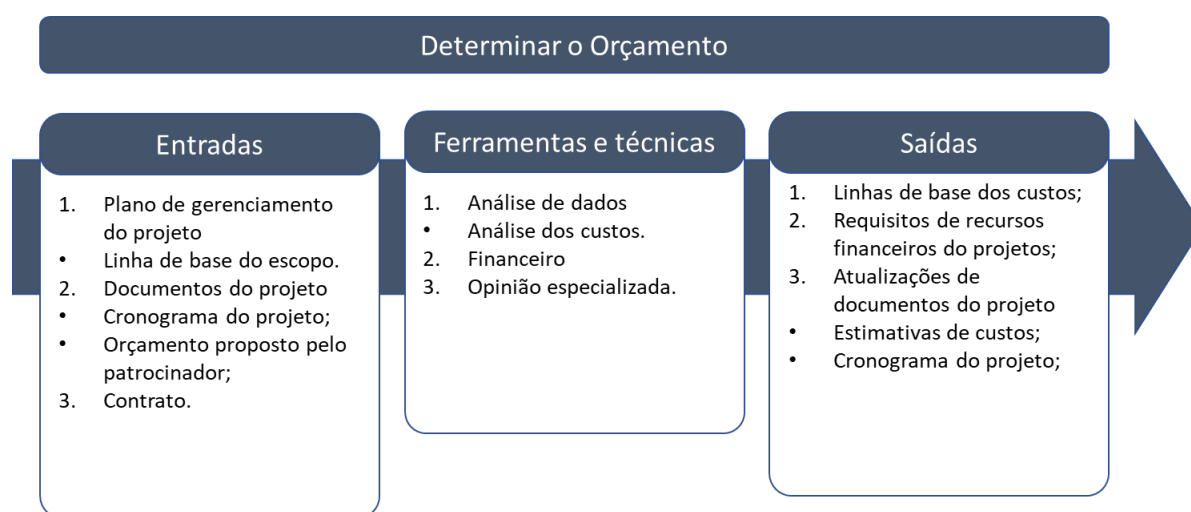 Determinar o Orçamento
Entradas
1. Plano de gerenciamento
do projeto
• Linha de base do escopo.
2. Documentos do projeto
• Cronograma do projeto;
• Orçamento proposto pelo
patrocinador;
3. Contrato.
Ferramentas e técnicas
1. Análise de dados
• Análise dos custos.
2. Financeiro
3. Opinião especializada.
Saídas
1. Linhas de base dos custos;
2. Requisitos de recursos
financeiros do projetos;
3. Atualizações de
documentos do projeto
• Estimativas de custos;
• Cronograma do projeto;